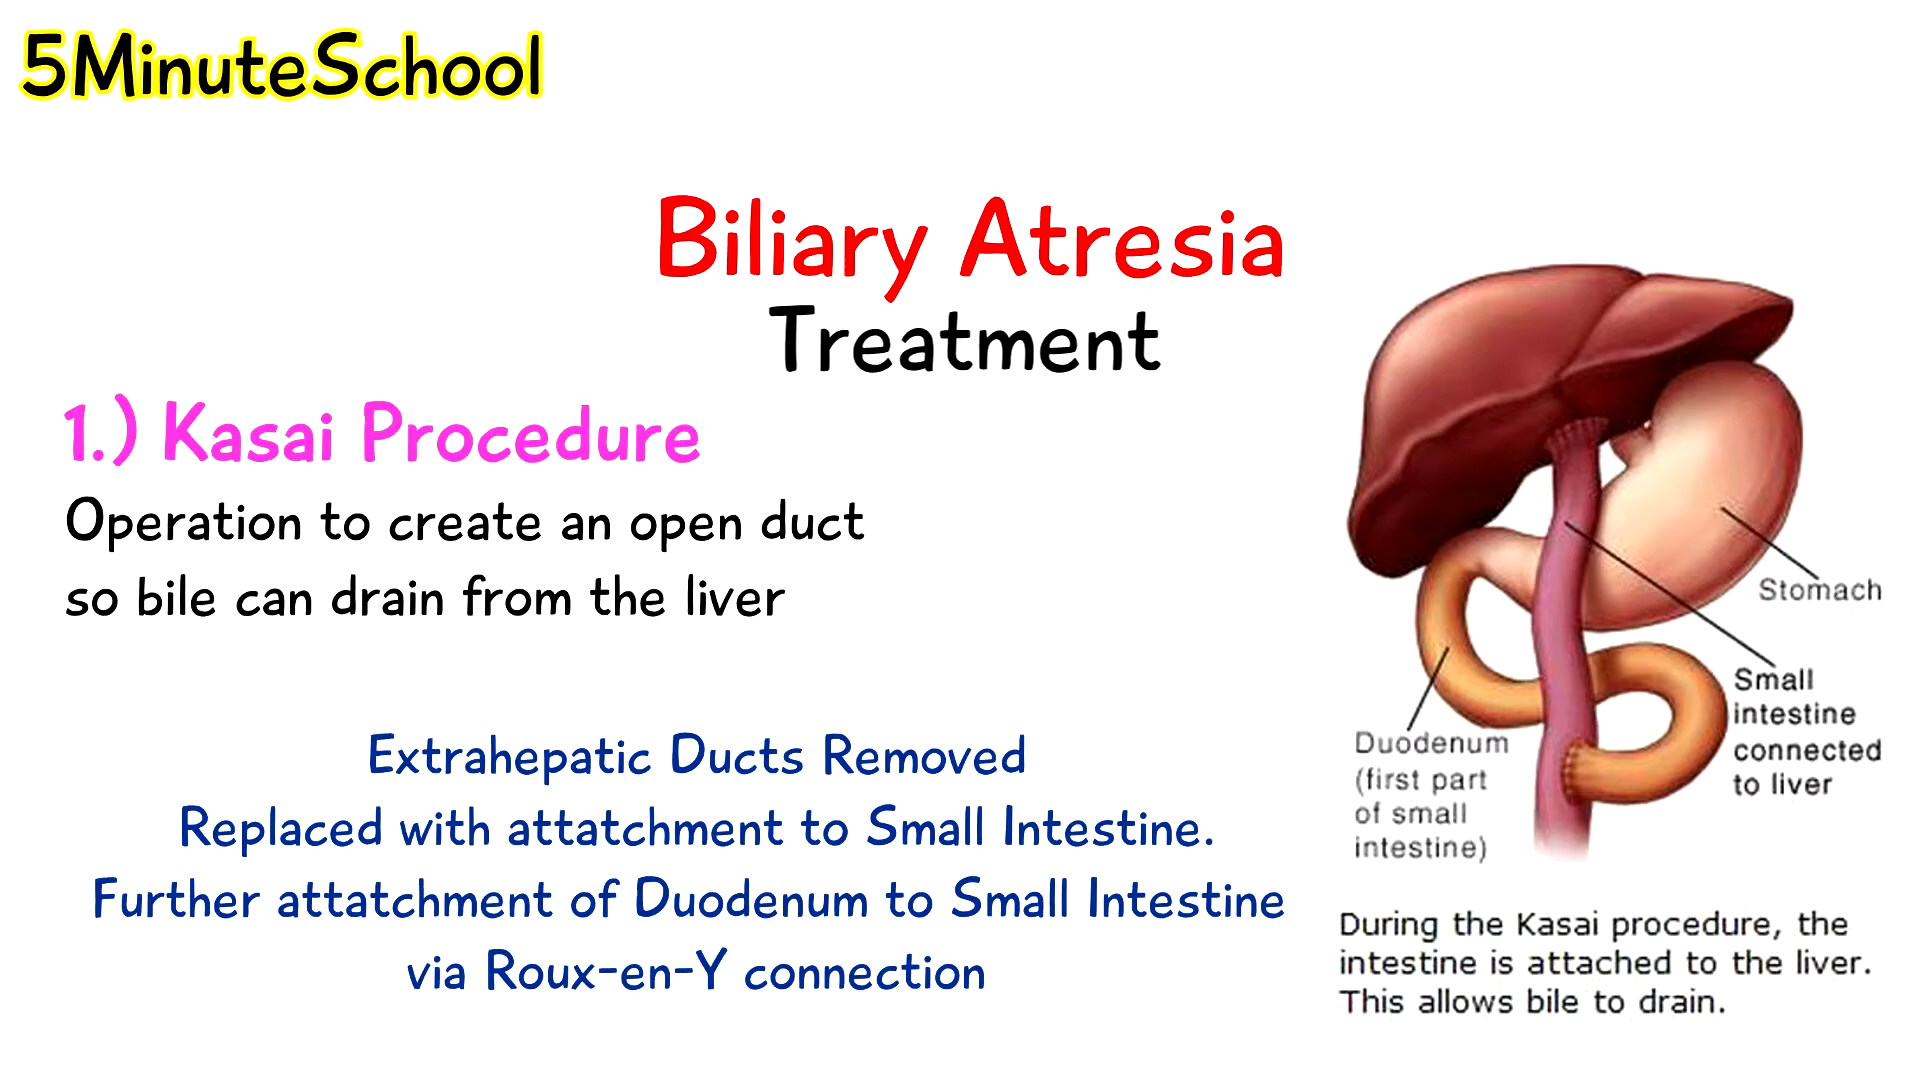 5MinuteSchool
Biliary Atresia
Treatment
1.) Kasai Procedure
Operation to create an open duct
so bile can drain from the liver
Extrahepatic Ducts Removed
Replaced with attatchment to Small Intestine.
Further attatchment of Duodenum to Small Intestine
via Roux-en-Y connection
Stomach
Small
intestine
connected
to liver
Duodenum
(first part
of small
intestine)
During the Kasai procedure, the
intestine is attached to the liver.
This allows bile to drain.